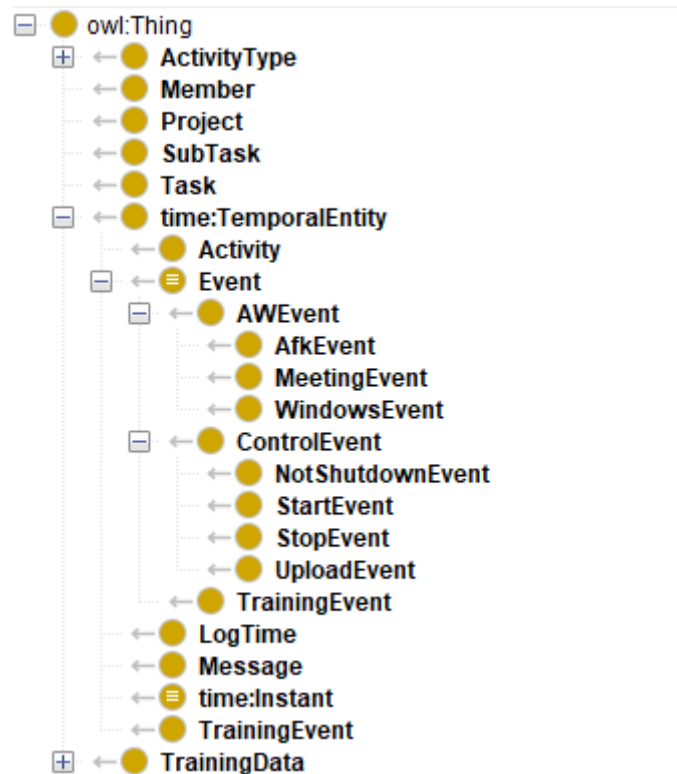 owl:Thing
ActivityType
Member
Project
SubTask
Task
time:TemporalEntity
Activity
Event
AWEvent
AfkEvent
MeetingEvent
WindowsEvent
ControlEvent
NotShutdownEvent
StartEvent
StopEvent
UploadEvent
TrainingEvent
LogTime
Message
time:Instant
TrainingEvent
TrainingData